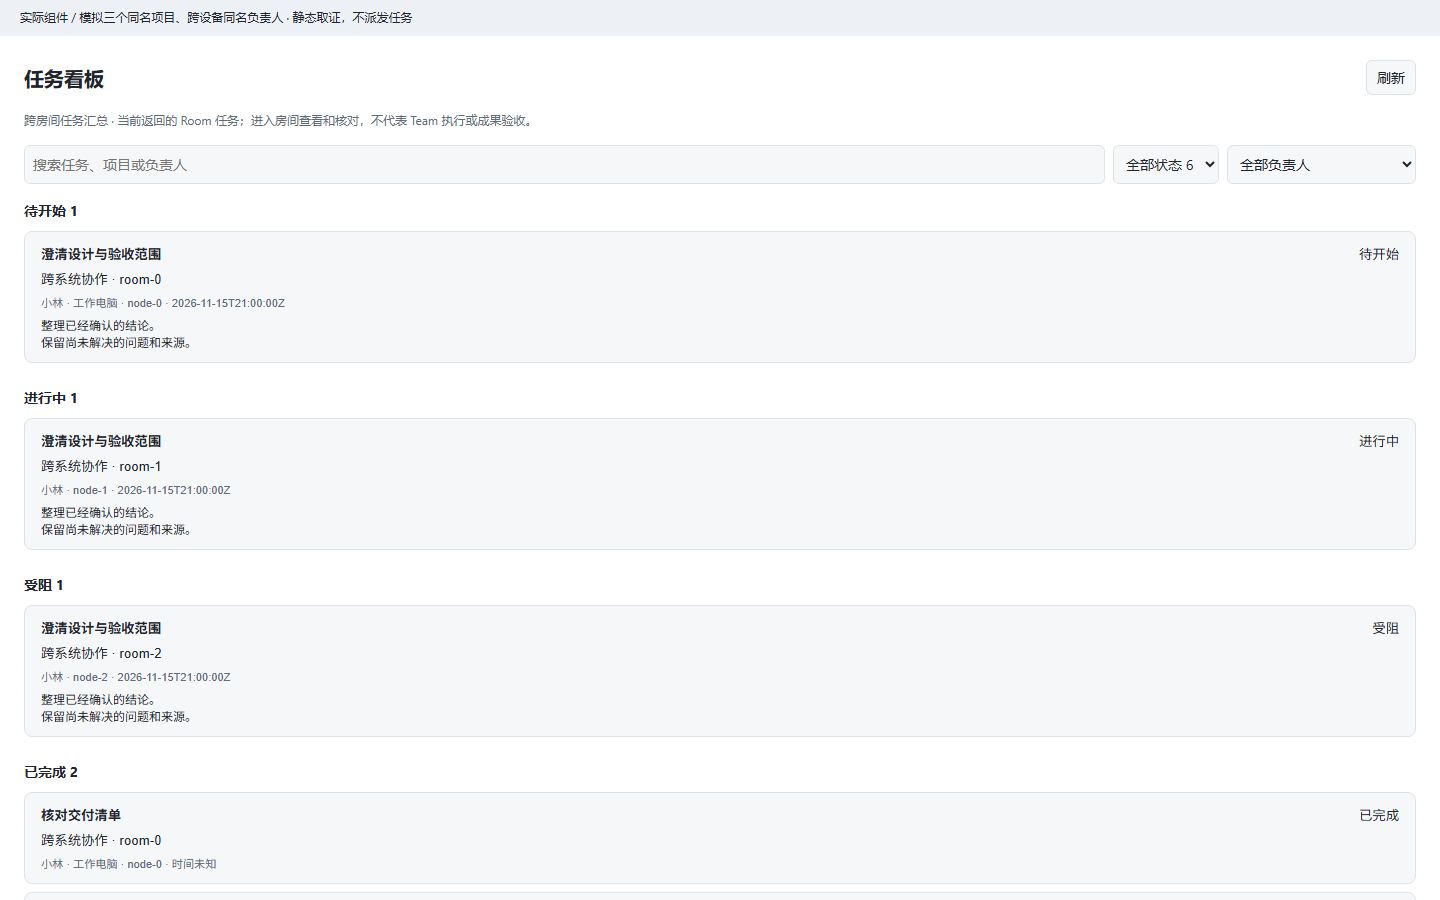 实际组件 / 模拟三个同名项目、跨设备同名负责人 · 静态取证，不派发任务
任务看板
刷新
跨房间任务汇总 · 当前返回的 Room 任务；进入房间查看和核对，不代表 Team 执行或成果验收。
搜索任务、项目或负责人
全部状态 6
全部负责人
待开始 1
澄清设计与验收范围
待开始
跨系统协作 · room-0
小林 · 工作电脑 · node-0 · 2026-11-15T21:00:00Z
整理已经确认的结论。
保留尚未解决的问题和来源。
进行中 1
澄清设计与验收范围
进行中
跨系统协作 · room-1
小林 · node-1 · 2026-11-15T21:00:00Z
整理已经确认的结论。
保留尚未解决的问题和来源。
受阻 1
澄清设计与验收范围
受阻
跨系统协作 · room-2
小林 · node-2 · 2026-11-15T21:00:00Z
整理已经确认的结论。
保留尚未解决的问题和来源。
已完成 2
核对交付清单
已完成
跨系统协作 · room-0
小林 · 工作电脑 · node-0 · 时间未知